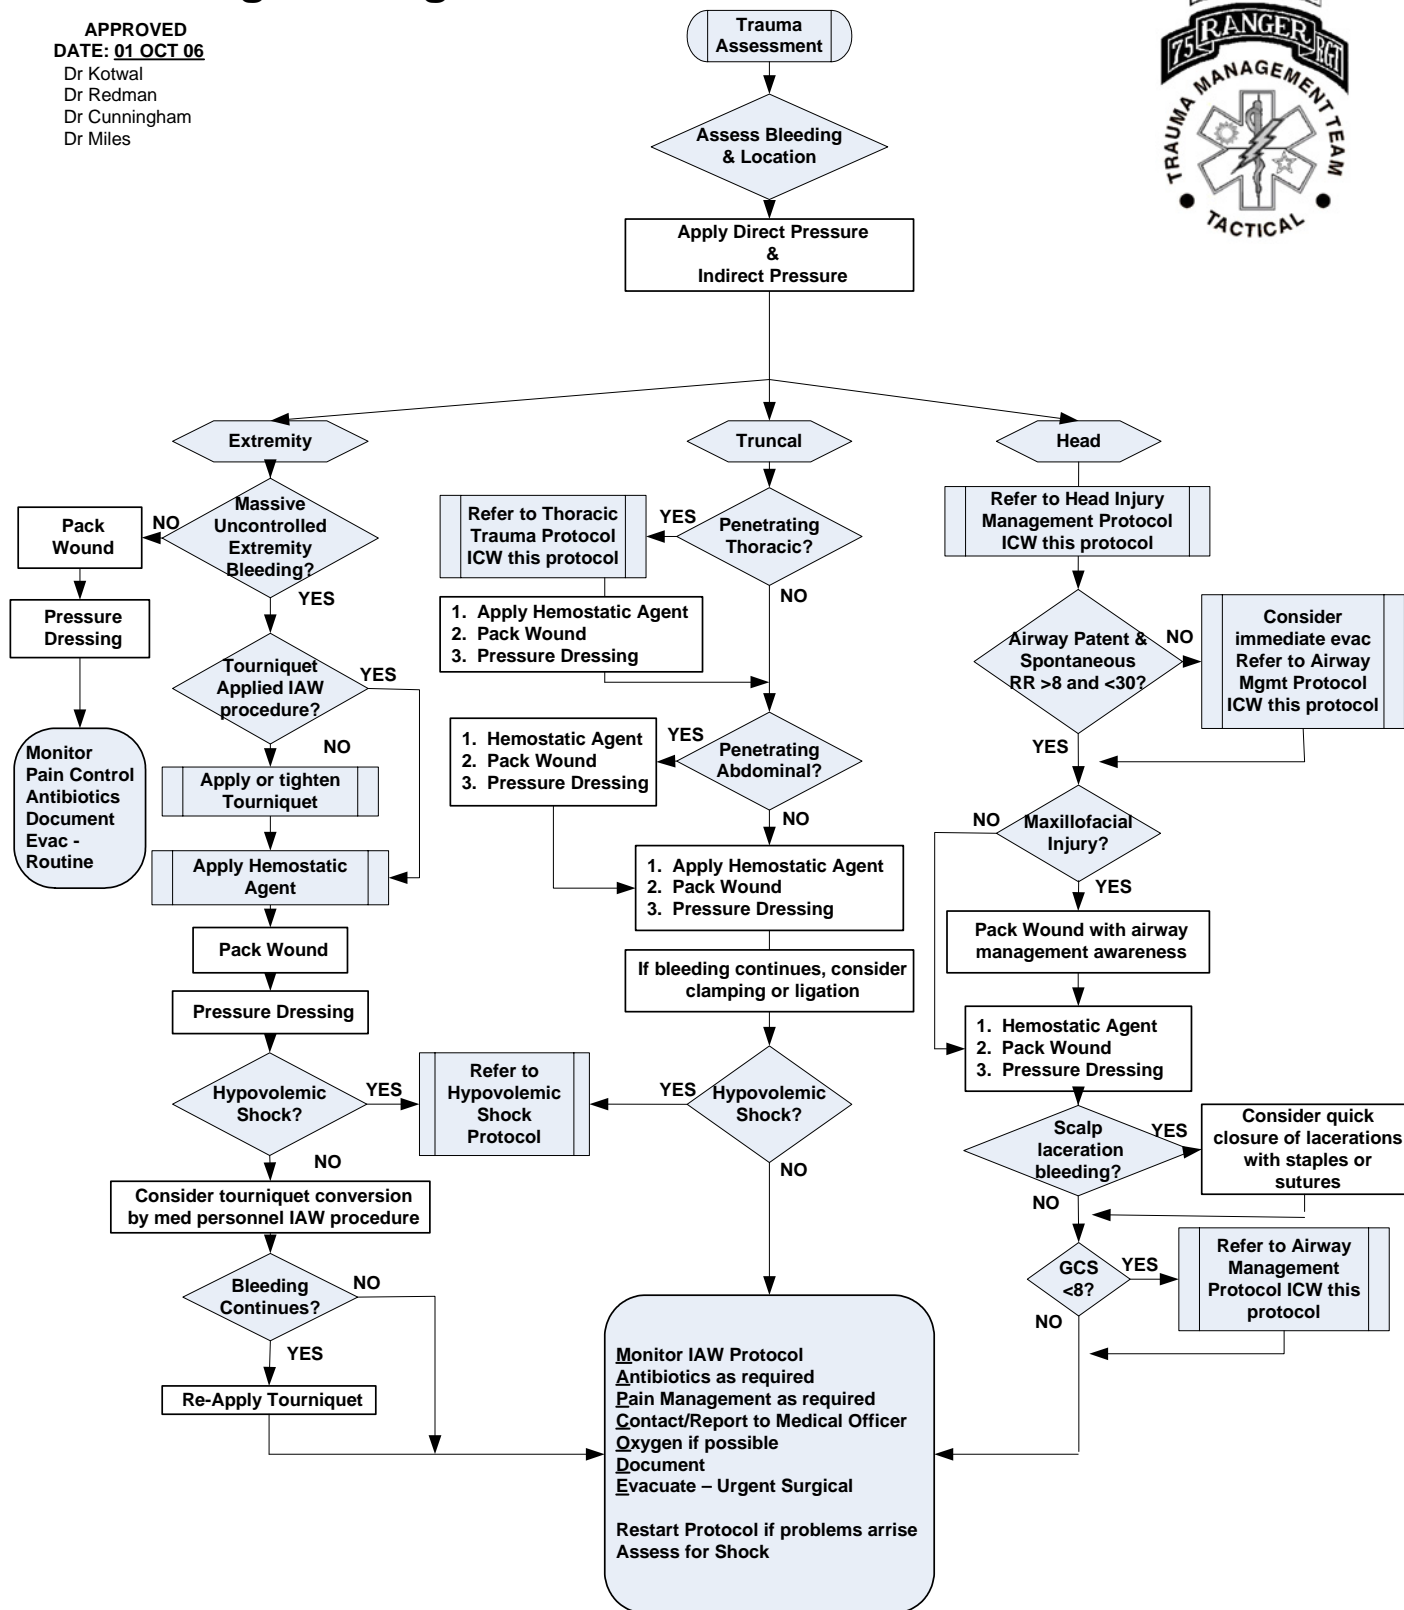 APPROVED
DATE: 01 OCT 06
Dr Kotwal
Dr Redman
Dr Cunningham
Dr Miles
75 RANGER RGT
TRAUMA MANAGEMENT TEAM
TACTICAL
Trauma
Assessment
Assess Bleeding
& Location
Apply Direct Pressure
&
Indirect Pressure
Extremity
Massive
Uncontrolled
Extremity
Bleeding?
NO
Pack
Wound
Pressure
Dressing
Monitor
Pain Control
Antibiotics
Document
Evac -
Routine
YES
Tourniquet
Applied IAW
procedure?
YES
NO
Apply or tighten
Tourniquet
Apply Hemostatic
Agent
Pack Wound
Pressure Dressing
Hypovolemic
Shock?
YES
Refer to
Hypovolemic
Shock
Protocol
NO
Consider tourniquet conversion
by med personnel IAW procedure
Bleeding
Continues?
NO
YES
Re-Apply Tourniquet
Truncal
Penetrating
Thoracic?
YES
Refer to Thoracic
Trauma Protocol
ICW this protocol
1. Apply Hemostatic Agent
2. Pack Wound
3. Pressure Dressing
NO
Penetrating
Abdominal?
YES
1. Hemostatic Agent
2. Pack Wound
3. Pressure Dressing
NO
1. Apply Hemostatic Agent
2. Pack Wound
3. Pressure Dressing
If bleeding continues, consider
clamping or ligation
Hypovolemic
Shock?
YES
NO
Head
Refer to Head Injury
Management Protocol
ICW this protocol
Airway Patent &
Spontaneous
RR >8 and <30?
NO
Consider
immediate evac
Refer to Airway
Mgmt Protocol
ICW this protocol
YES
Maxillofacial
Injury?
NO
YES
Pack Wound with airway
management awareness
1. Hemostatic Agent
2. Pack Wound
3. Pressure Dressing
Scalp
laceration
bleeding?
YES
Consider quick
closure of lacerations
with staples or
sutures
NO
GCS
<8?
YES
Refer to Airway
Management
Protocol ICW this
protocol
NO
Monitor IAW Protocol
Antibiotics as required
Pain Management as required
Contact/Report to Medical Officer
Oxygen if possible
Document
Evacuate – Urgent Surgical
Restart Protocol if problems arrise
Assess for Shock